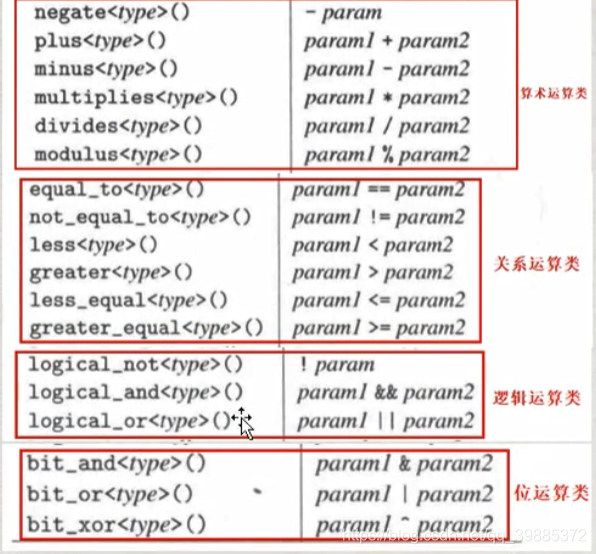 negate<type>() - param
plus<type>() param1 + param2
minus<type>() param1 - param2
multiplies<type>() param1 * param2
divides<type>() param1 / param2
modulus<type>() param1 % param2
算术运算类
equal_to<type>() param1 == param2
not_equal_to<type>() param1 != param2
less<type>() param1 < param2
greater<type>() param1 > param2
less_equal<type>() param1 <= param2
greater_equal<type>() param1 >= param2
关系运算类
logical_not<type>() ! param
logical_and<type>() param1 && param2
logical_or<type>() param1 || param2
逻辑运算类
bit_and<type>() param1 & param2
bit_or<type>() param1 | param2
bit_xor<type>() param1 ^ param2
位运算类
https://blog.csdn.net/qq_39885372